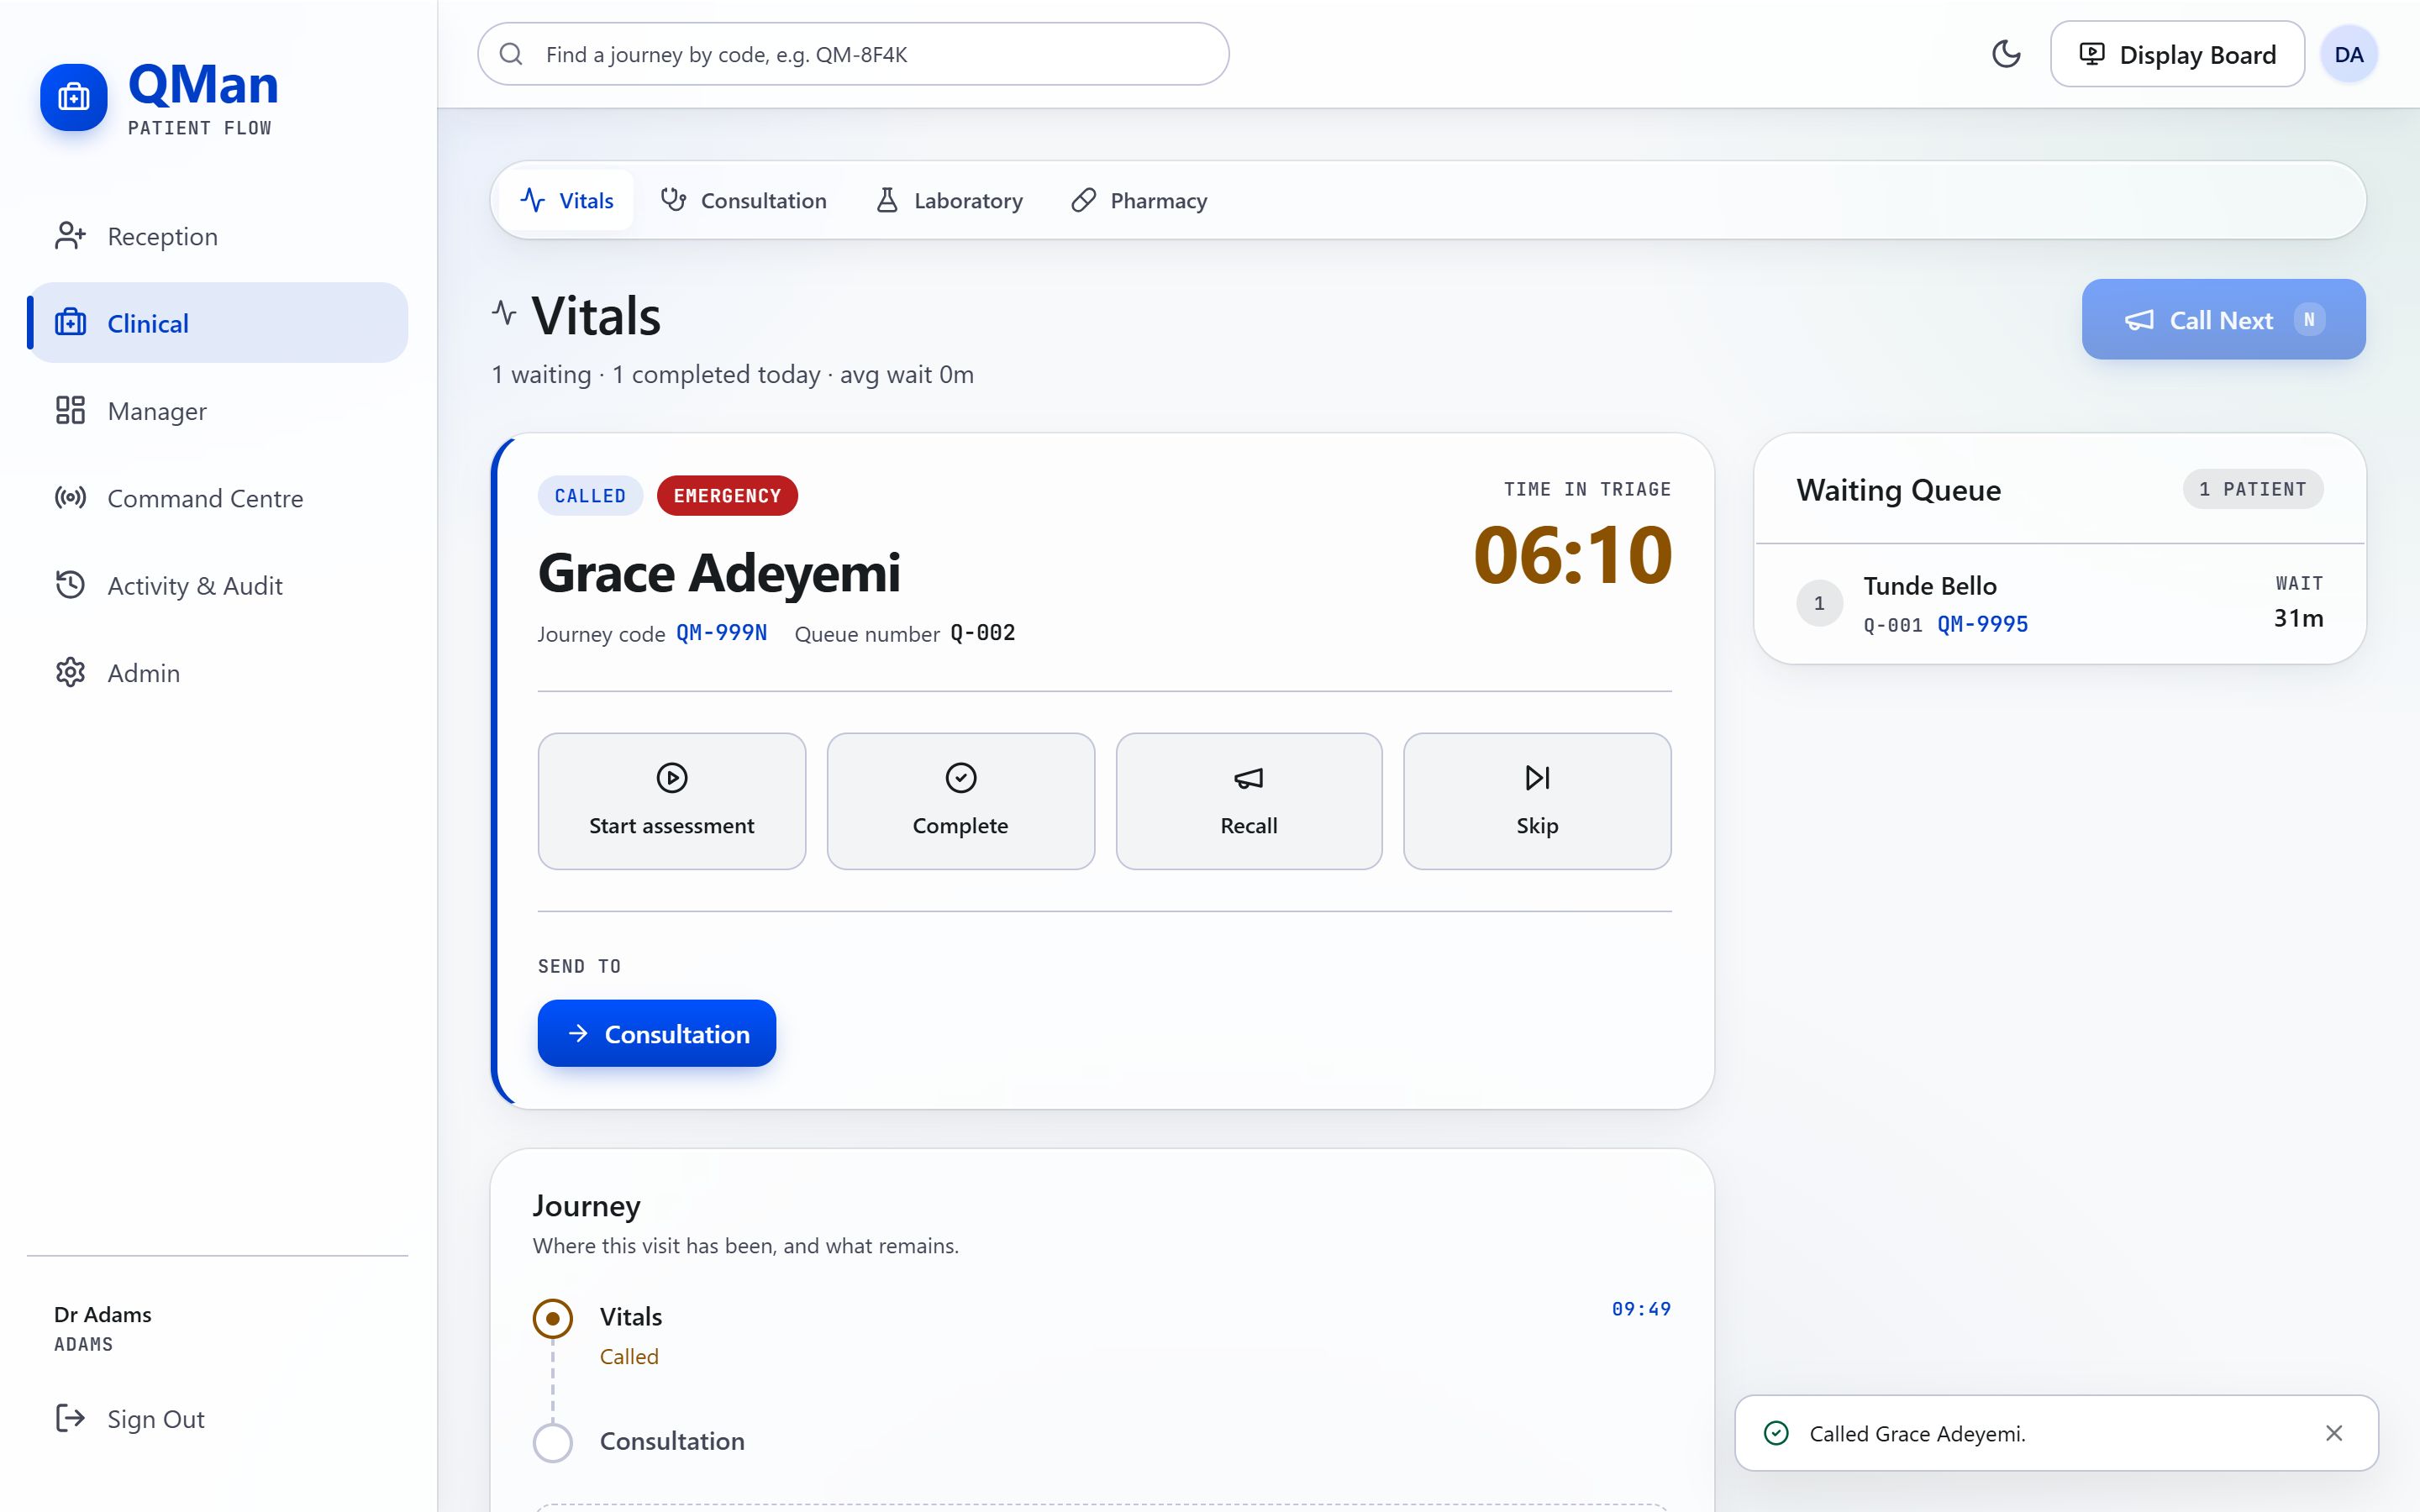 QMan
PATIENT FLOW
Reception
Clinical
Manager
Command Centre
Activity & Audit
Admin
Dr Adams
ADAMS
Sign Out
Find a journey by code, e.g. QM-8F4K
Display Board
DA
Vitals
Consultation
Laboratory
Pharmacy
Vitals
1 waiting · 1 completed today · avg wait 0m
Call Next N
CALLED
EMERGENCY
TIME IN TRIAGE
06:10
Grace Adeyemi
Journey code QM-999N Queue number Q-002
Start assessment
Complete
Recall
Skip
SEND TO
Consultation
Waiting Queue
1 PATIENT
1
Tunde Bello
Q-001 QM-9995
WAIT
31m
Journey
Where this visit has been, and what remains.
Vitals
09:49
Called
Consultation
Called Grace Adeyemi.